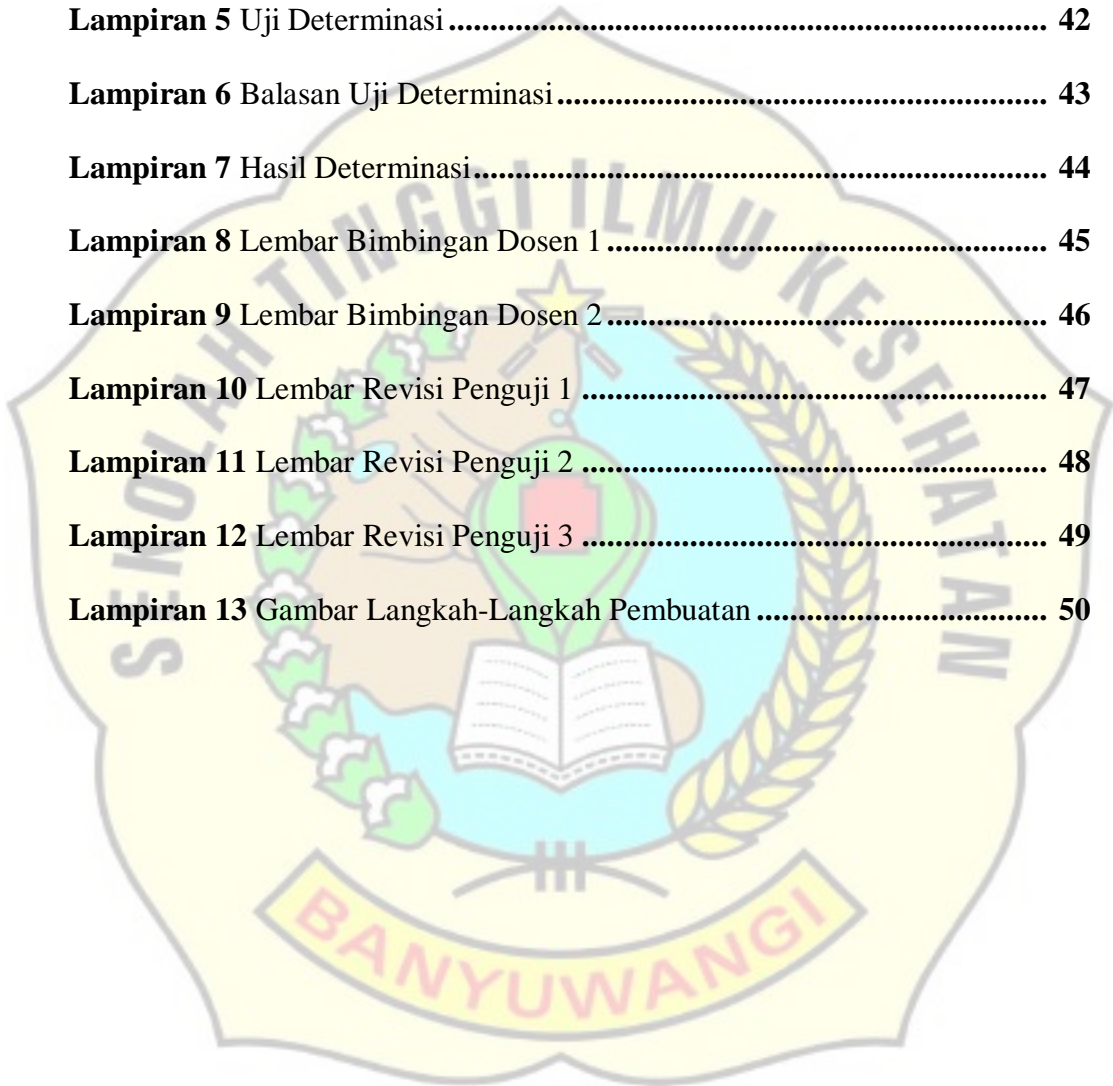 Lampiran 5 Uji Determinasi.......................................................................... 42
Lampiran 6 Balasan Uji Determinasi............................................................. 43
Lampiran 7 Hasil Determinasi....................................................................... 44
Lampiran 8 Lembar Bimbingan Dosen 1....................................................... 45
Lampiran 9 Lembar Bimbingan Dosen 2....................................................... 46
Lampiran 10 Lembar Revisi Penguji 1 .......................................................... 47
Lampiran 11 Lembar Revisi Penguji 2 .......................................................... 48
Lampiran 12 Lembar Revisi Penguji 3 .......................................................... 49
Lampiran 13 Gambar Langkah-Langkah Pembuatan .................................... 50
SEKOLAH TINGGI ILMU KESEHATAN
BANYUWANGI